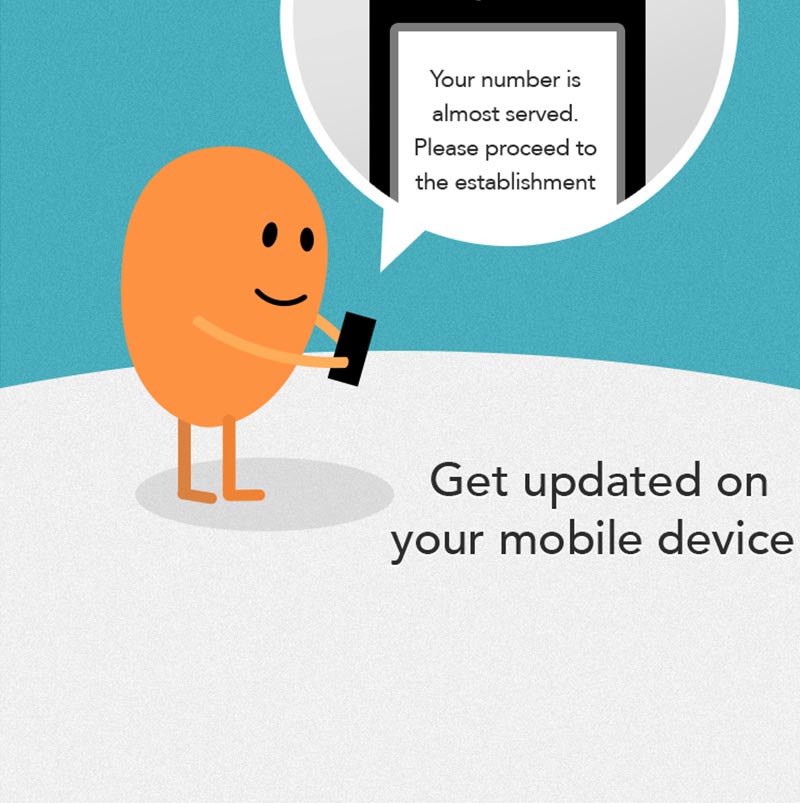 Your number is
almost served.
Please proceed to
the establishment
Get updated on
your mobile device